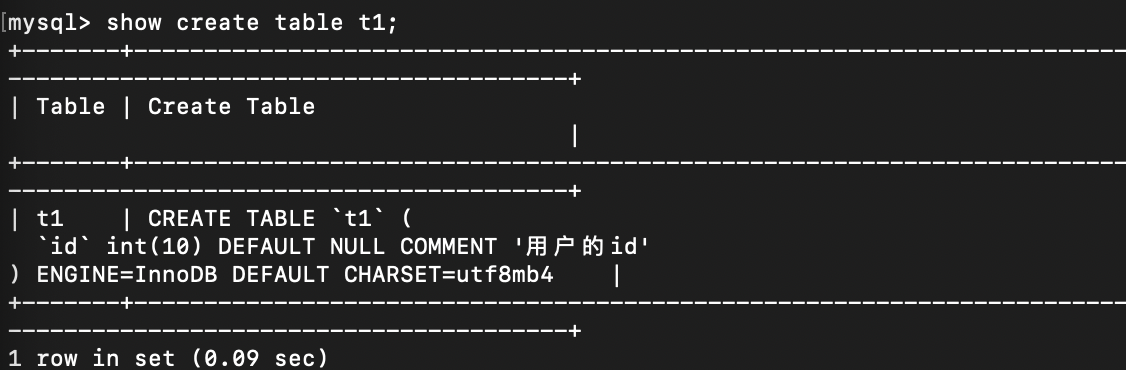 [mysql> show create table t1;
+-------+-----------------------------------------------------------------------
----------------------------------------+
| Table | Create Table
                                        |
+-------+-----------------------------------------------------------------------
----------------------------------------+
| t1    | CREATE TABLE `t1` (
  `id` int(10) DEFAULT NULL COMMENT '用户的id'
) ENGINE=InnoDB DEFAULT CHARSET=utf8mb4    |
+-------+-----------------------------------------------------------------------
----------------------------------------+
1 row in set (0.09 sec)